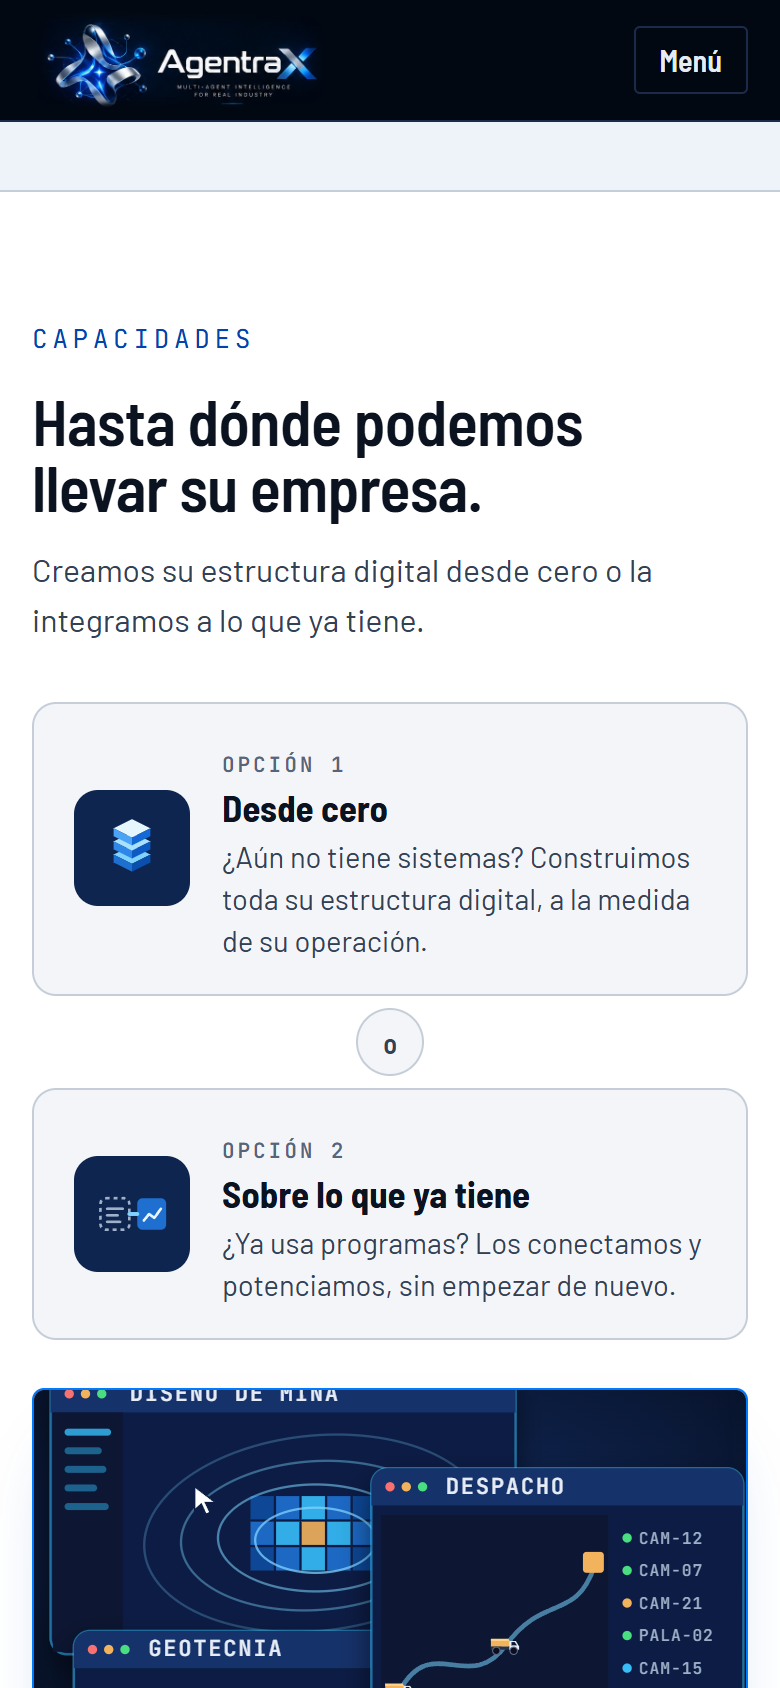 AgentraX
MULTI-AGENT INTELLIGENCE
FOR REAL INDUSTRY
Menú
CAPACIDADES
Hasta dónde podemos
llevar su empresa.
Creamos su estructura digital desde cero o la
integramos a lo que ya tiene.
OPCIÓN 1
Desde cero
¿Aún no tiene sistemas? Construimos
toda su estructura digital, a la medida
de su operación.
o
OPCIÓN 2
Sobre lo que ya tiene
¿Ya usa programas? Los conectamos y
potenciamos, sin empezar de nuevo.
DISEÑO DE MINA
DESPACHO
CAM-12
CAM-07
CAM-21
PALA-02
CAM-15
GEOTECNIA